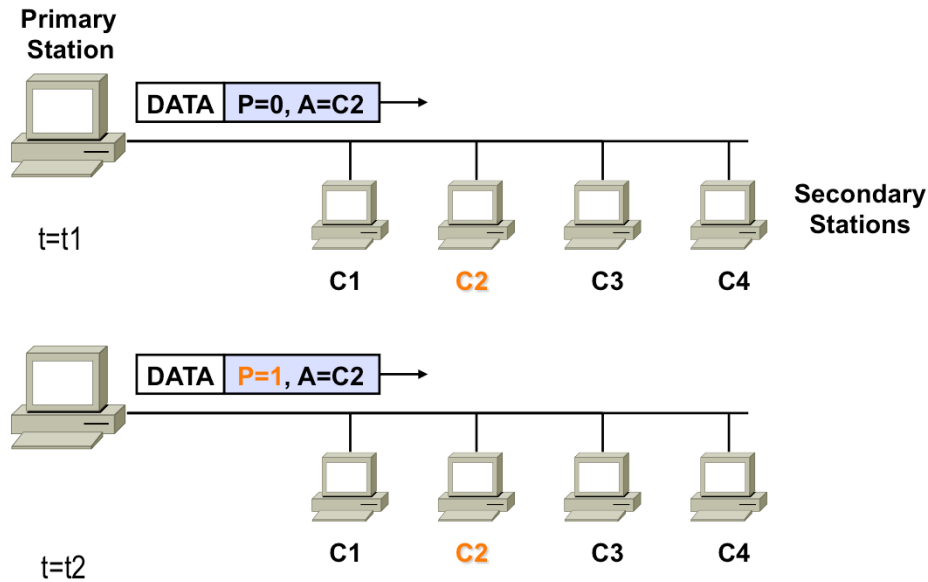 Primary
Station
DATA P=0, A=C2
Secondary
Stations
t=t1
C1 C2 C3 C4
DATA P=1, A=C2
C1 C2 C3 C4
t=t2